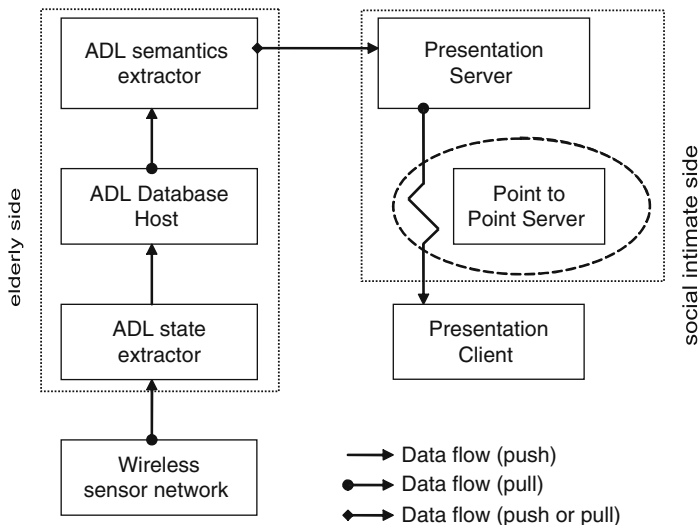 ADL semantics
extractor
Presentation
Server
ADL Database
Host
Point to
Point Server
elderly side
social intimate side
ADL state
extractor
Presentation
Client
Wireless
sensor network
Data flow (push)
Data flow (pull)
Data flow (push or pull)